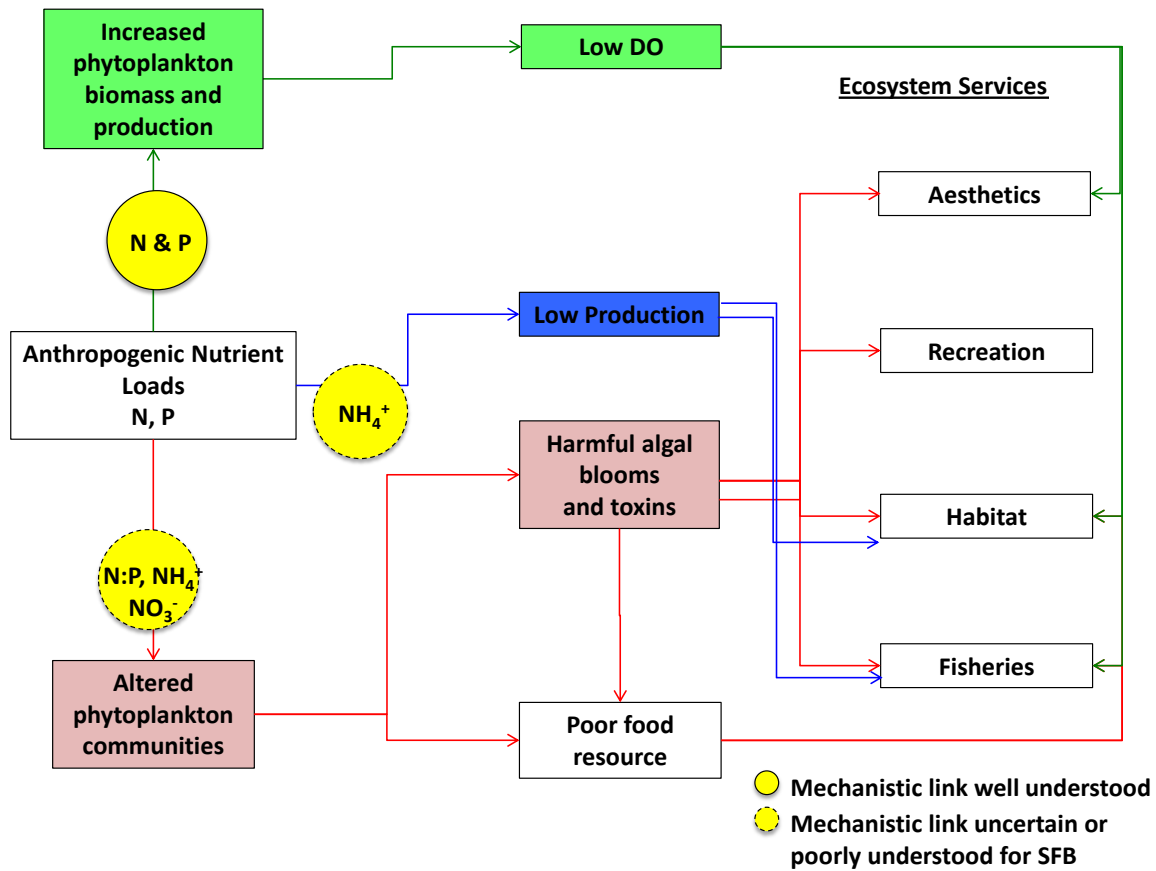 Increased
phytoplankton
biomass and
production
Low DO
Ecosystem Services
Aesthetics
N & P
Low Production
Recreation
Anthropogenic Nutrient
Loads
N, P
NH₄⁺
Harmful algal
blooms
and toxins
Habitat
N:P, NH₄⁺
NO₃⁻
Fisheries
Altered
phytoplankton
communities
Poor food
resource
Mechanistic link well understood
Mechanistic link uncertain or
poorly understood for SFB